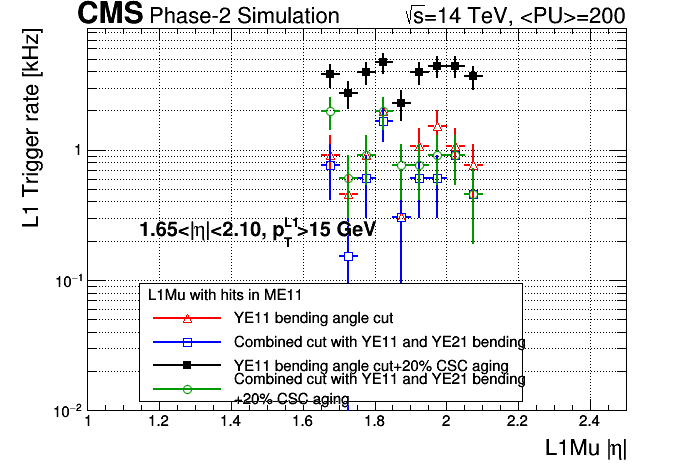 CMS Phase-2 Simulation √s=14 TeV, <PU>=200
L1 Trigger rate [kHz]
1
10⁻¹
10⁻²
1.65<|η|<2.10, p_T^L1>15 GeV
L1Mu with hits in ME11
YE11 bending angle cut
Combined cut with YE11 and YE21 bending
YE11 bending angle cut+20% CSC aging
Combined cut with YE11 and YE21 bending
+20% CSC aging
1 1.2 1.4 1.6 1.8 2 2.2 2.4
L1Mu |η|